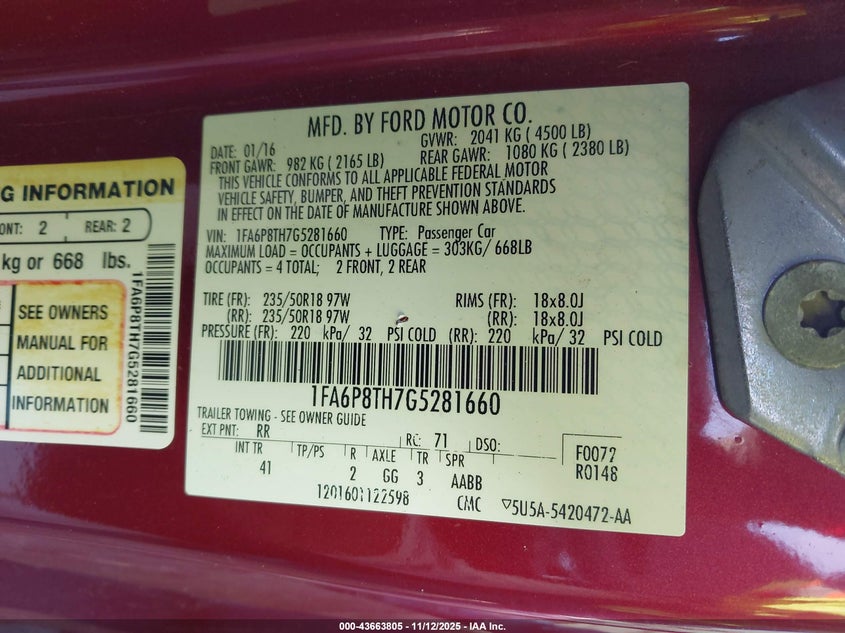 G INFORMATION
ONT: 2 REAR: 2
kg or 668 lbs.
SEE OWNERS
MANUAL FOR
ADDITIONAL
INFORMATION
1FA6P8TH7G5281660
MFD. BY FORD MOTOR CO.
DATE: 01/16 GVWR: 2041 KG ( 4500 LB)
FRONT GAWR: 982 KG ( 2165 LB) REAR GAWR: 1080 KG ( 2380 LB)
THIS VEHICLE CONFORMS TO ALL APPLICABLE FEDERAL MOTOR
VEHICLE SAFETY, BUMPER, AND THEFT PREVENTION STANDARDS
IN EFFECT ON THE DATE OF MANUFACTURE SHOWN ABOVE.
VIN: 1FA6P8TH7G5281660 TYPE: Passenger Car
MAXIMUM LOAD = OCCUPANTS + LUGGAGE = 303KG/ 668LB
OCCUPANTS = 4 TOTAL; 2 FRONT, 2 REAR
TIRE (FR): 235/50R18 97W RIMS (FR): 18x8.0J
(RR): 235/50R18 97W (RR): 18x8.0J
PRESSURE (FR): 220 kPa/ 32 PSI COLD (RR): 220 kPa/ 32 PSI COLD
1FA6P8TH7G5281660
TRAILER TOWING - SEE OWNER GUIDE
EXT PNT: RR RC: 71 DSO: F0072
INT TR TP/PS R AXLE TR SPR R0148
41 2 GG 3 AABB
1201601122598 CMC ▽5U5A-5420472-AA
000-43663805 - 11/12/2025 - IAA Inc.